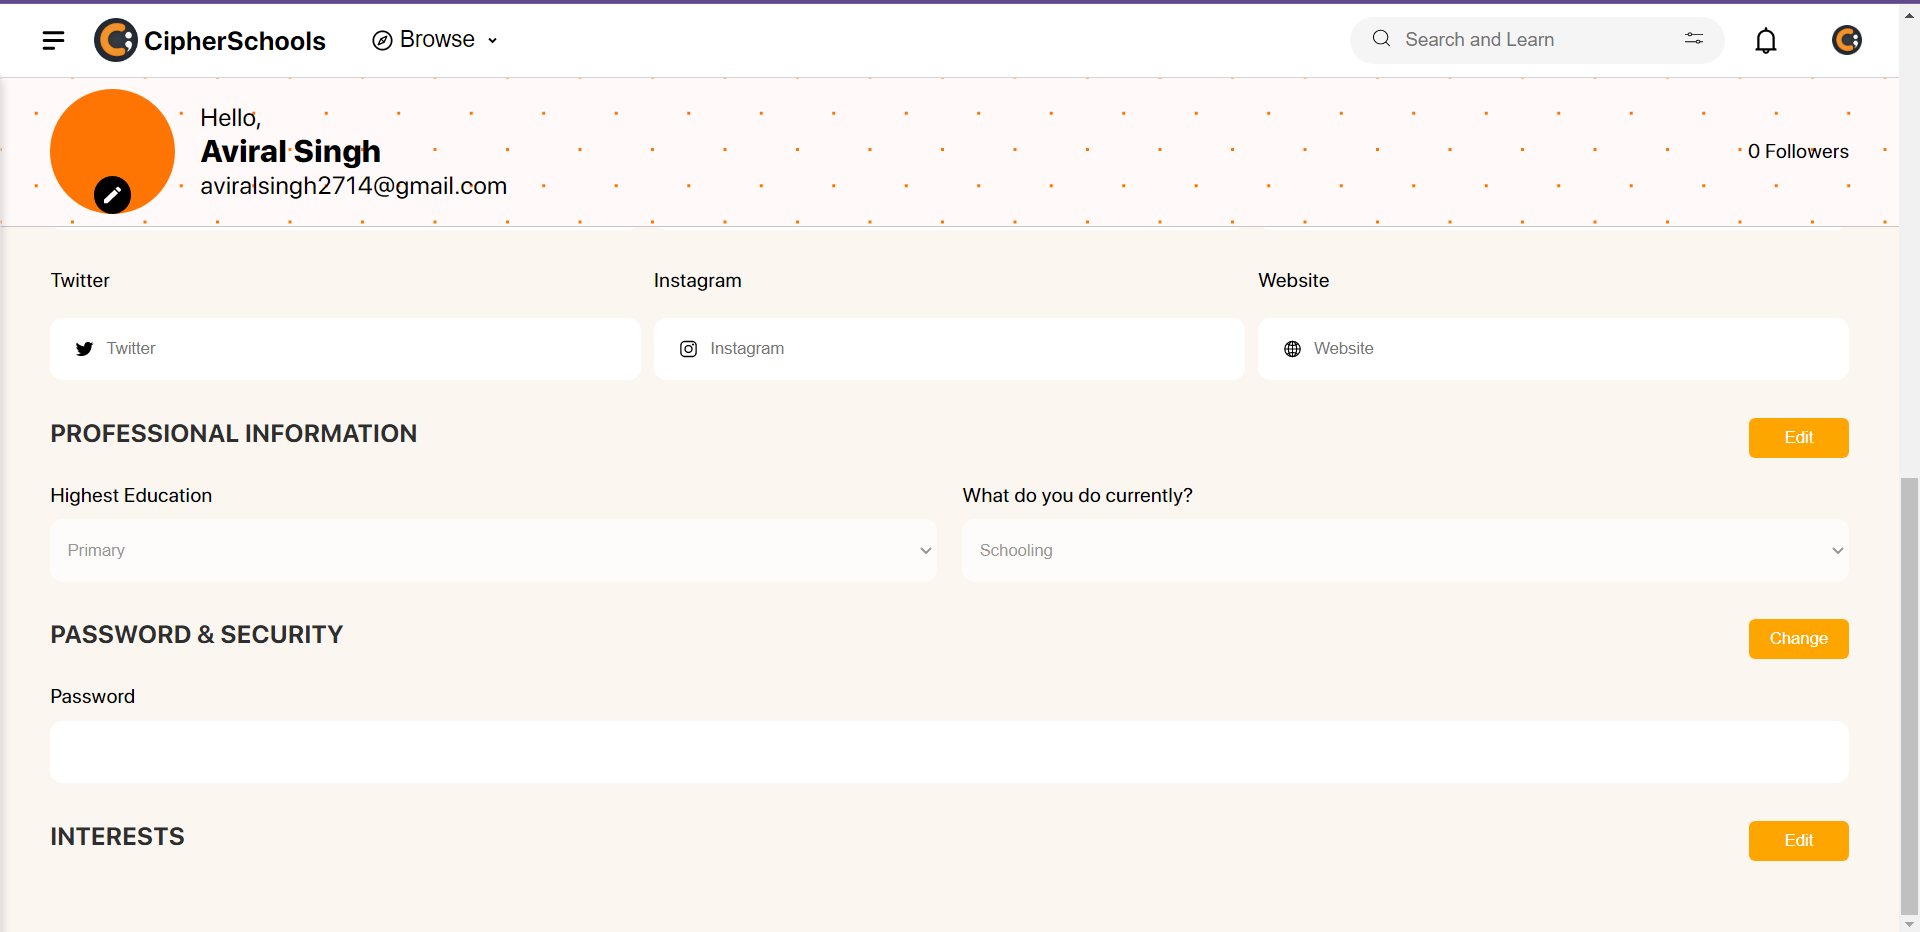 CipherSchools
Browse
Search and Learn
Hello,
Aviral Singh
aviralsingh2714@gmail.com
0 Followers
Twitter
Instagram
Website
Twitter
Instagram
Website
PROFESSIONAL INFORMATION
Edit
Highest Education
What do you do currently?
Primary
Schooling
PASSWORD & SECURITY
Change
Password
INTERESTS
Edit